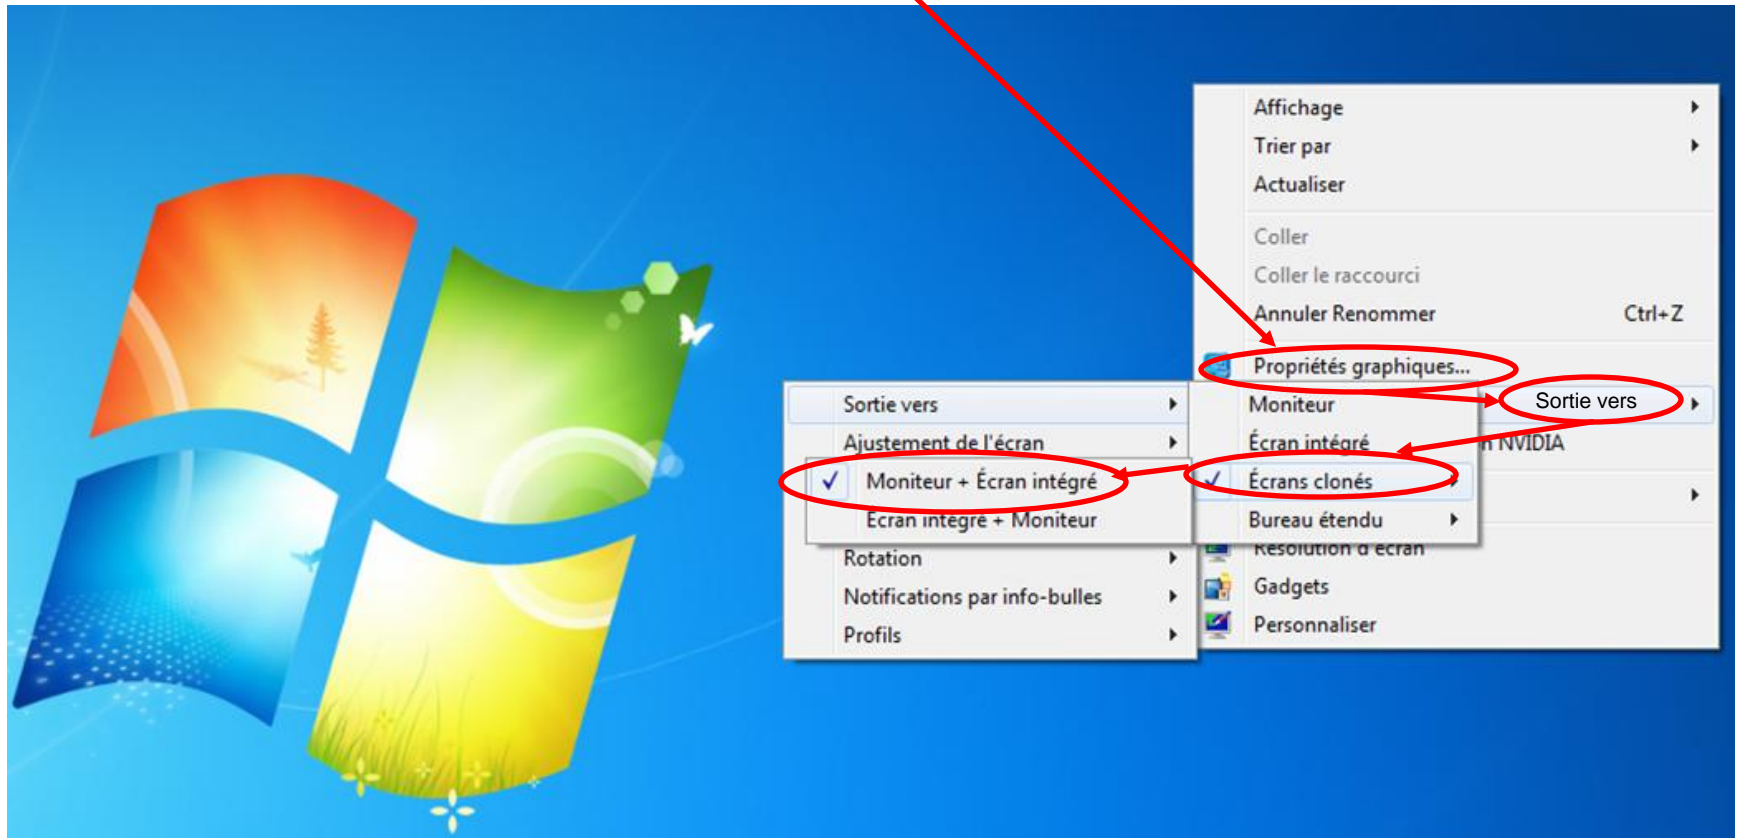 Affichage
Trier par
Actualiser
Coller
Coller le raccourci
Annuler Renommer Ctrl+Z
Propriétés graphiques...
Sortie vers
n NVIDIA
Résolution d'écran
Gadgets
Personnaliser
Moniteur
Écran intégré
Écrans clonés
Bureau étendu
Sortie vers
Ajustement de l'écran
Moniteur + Écran intégré
Écran intégré + Moniteur
Rotation
Notifications par info-bulles
Profils